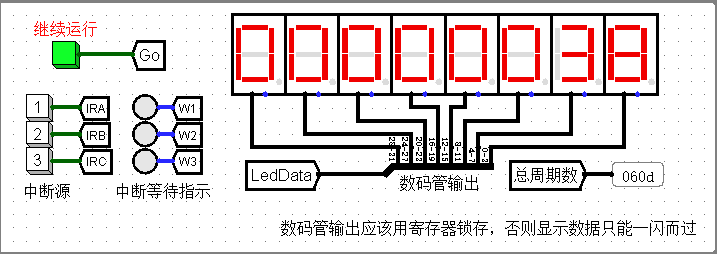 继续运行
Go
00000038
1 IRA
2 IRB
3 IRC
中断源
W1
W2
W3
中断等待指示
28-31
24-27
20-23
16-19
12-15
8-11
4-7
0-3
LedData
数码管输出
总周期数
060d
数码管输出应该用寄存器锁存，否则显示数据只能一闪而过